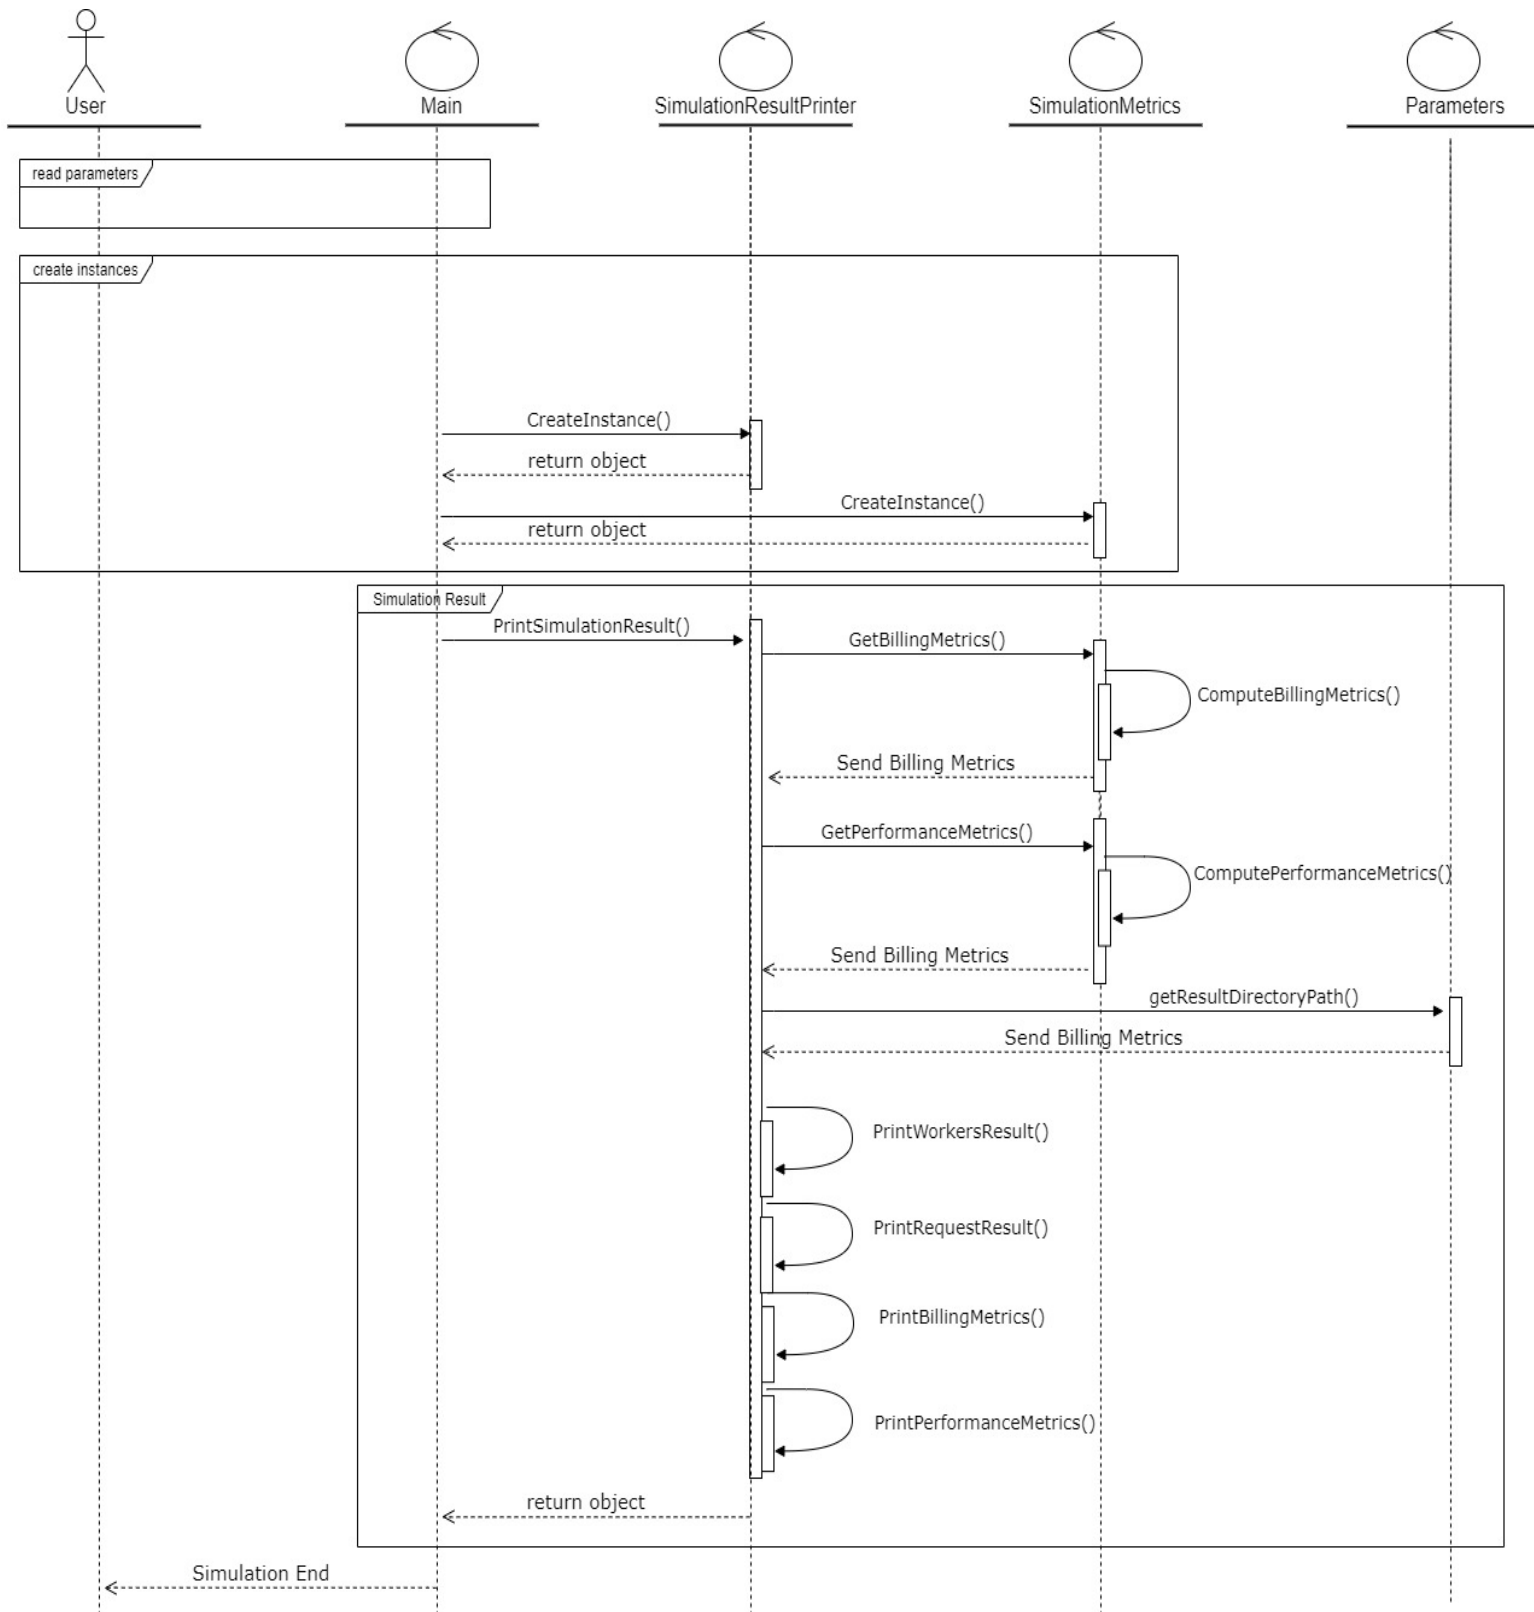 User
Main
SimulationResultPrinter
SimulationMetrics
Parameters
read parameters
create instances
CreateInstance()
return object
CreateInstance()
return object
Simulation Result
PrintSimulationResult()
GetBillingMetrics()
ComputeBillingMetrics()
Send Billing Metrics
GetPerformanceMetrics()
ComputePerformanceMetrics()
Send Billing Metrics
getResultDirectoryPath()
Send Billing Metrics
PrintWorkersResult()
PrintRequestResult()
PrintBillingMetrics()
PrintPerformanceMetrics()
return object
Simulation End